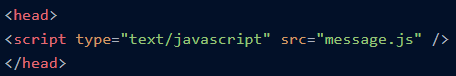 <head>
<script type="text/javascript" src="message.js" />
</head>